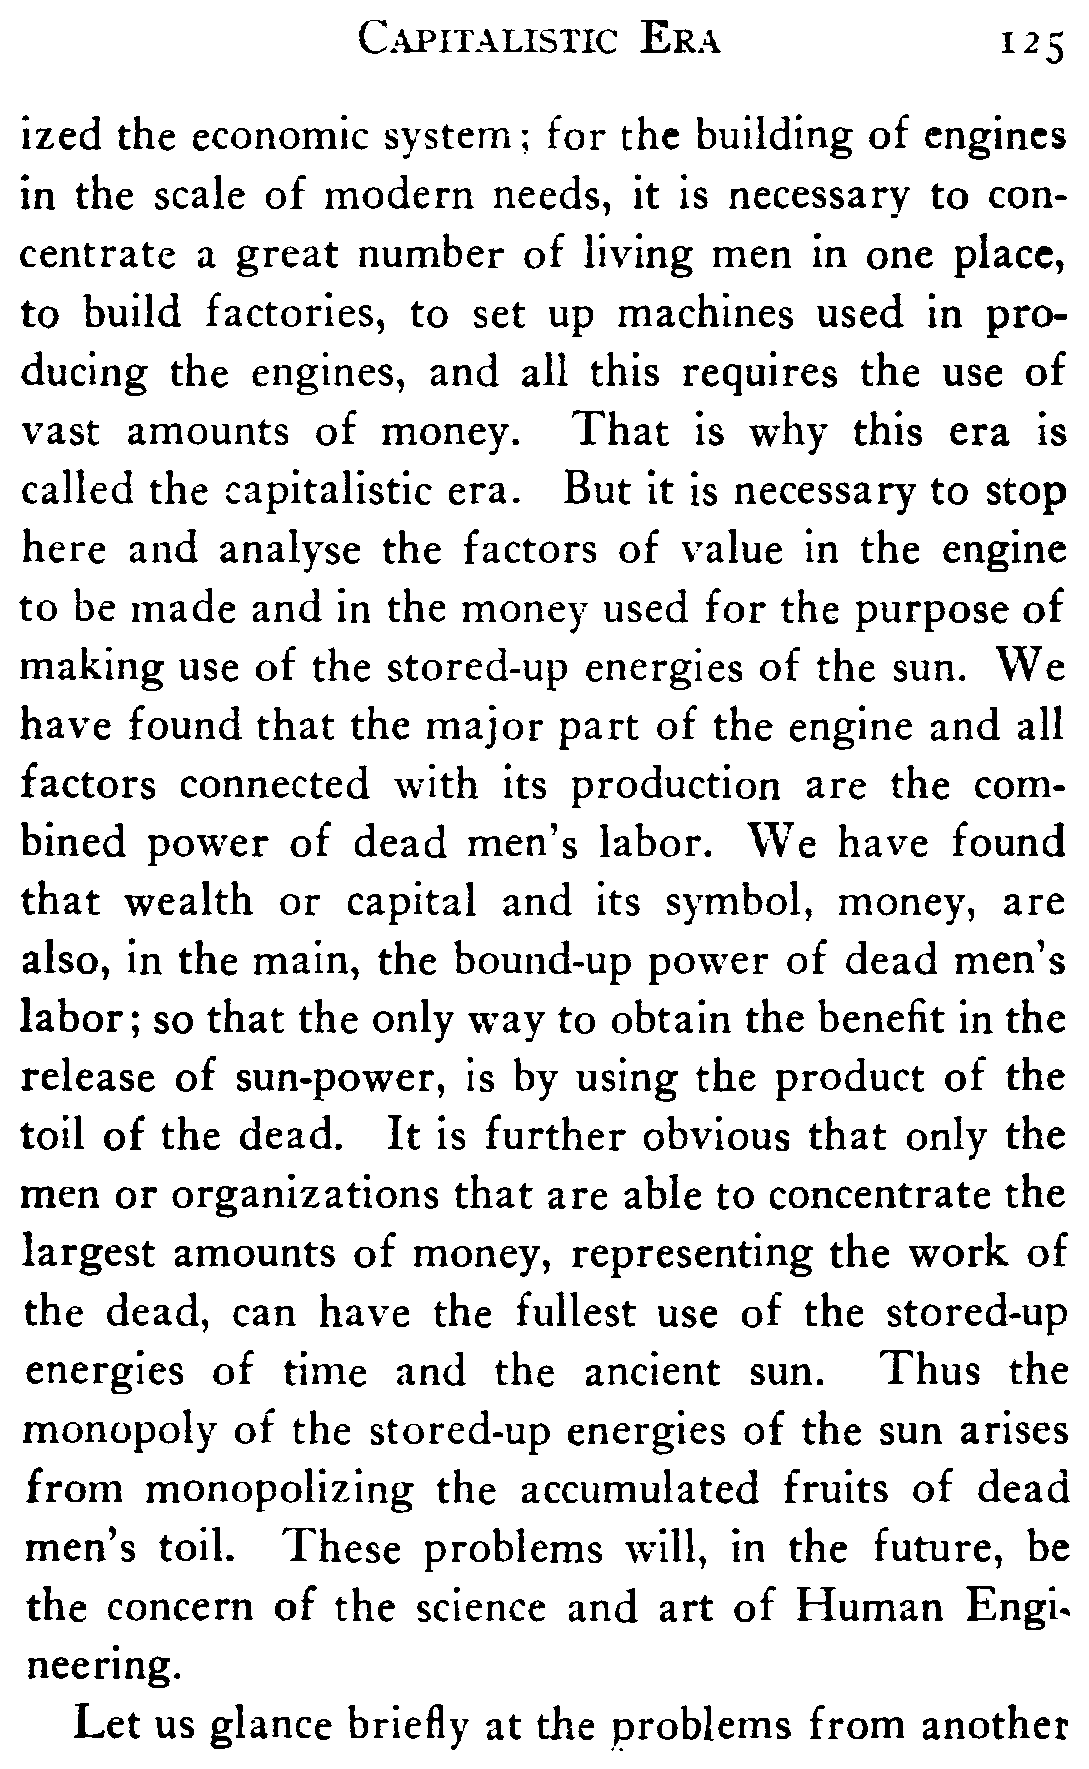 Capitalistic Era 125
ized the economic system; for the building of engines
in the scale of modern needs, it is necessary to con-
centrate a great number of living men in one place,
to build factories, to set up machines used in pro-
ducing the engines, and all this requires the use of
vast amounts of money. That is why this era is
called the capitalistic era. But it is necessary to stop
here and analyse the factors of value in the engine
to be made and in the money used for the purpose of
making use of the stored-up energies of the sun. We
have found that the major part of the engine and all
factors connected with its production are the com-
bined power of dead men's labor. We have found
that wealth or capital and its symbol, money, are
also, in the main, the bound-up power of dead men's
labor; so that the only way to obtain the benefit in the
release of sun-power, is by using the product of the
toil of the dead. It is further obvious that only the
men or organizations that are able to concentrate the
largest amounts of money, representing the work of
the dead, can have the fullest use of the stored-up
energies of time and the ancient sun. Thus the
monopoly of the stored-up energies of the sun arises
from monopolizing the accumulated fruits of dead
men's toil. These problems will, in the future, be
the concern of the science and art of Human Engi-
neering.
Let us glance briefly at the problems from another